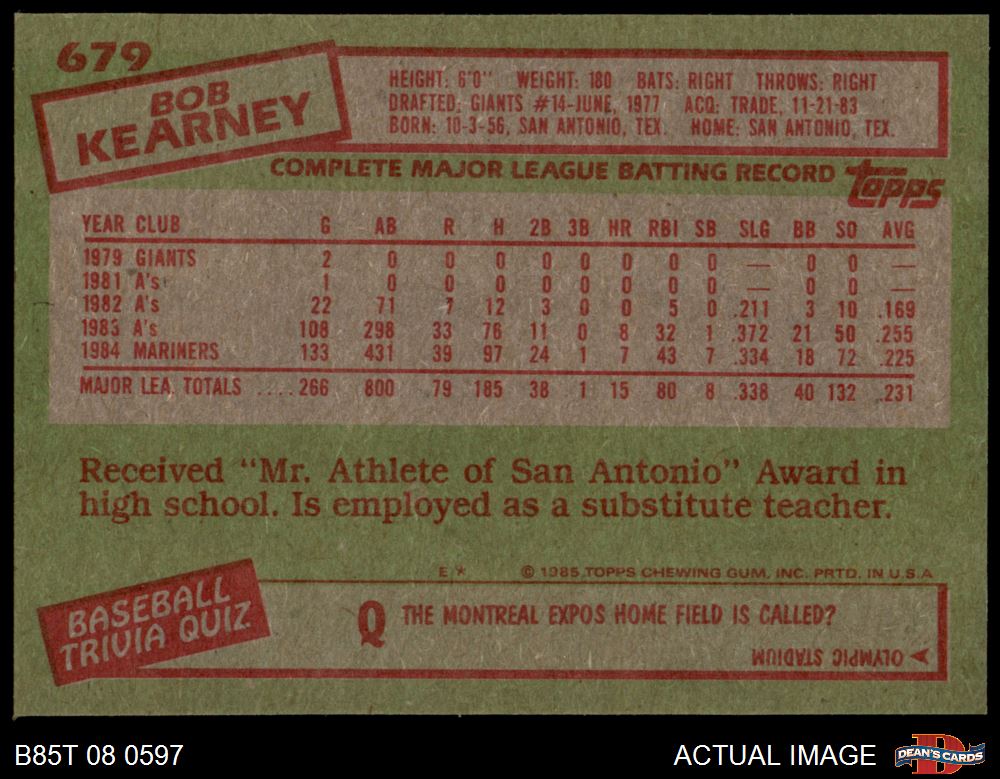 679
BOB
KEARNEY
HEIGHT: 6'0" WEIGHT: 180 BATS: RIGHT THROWS: RIGHT
DRAFTED: GIANTS #14-JUNE, 1977 ACQ: TRADE, 11-21-83
BORN: 10-3-56, SAN ANTONIO, TEX. HOME: SAN ANTONIO, TEX.
COMPLETE MAJOR LEAGUE BATTING RECORD topps
YEAR CLUB G AB R H 2B 3B HR RBI SB SLG BB SO AVG
1979 GIANTS 2 0 0 0 0 0 0 0 0 — 0 0 —
1981 A's 1 0 0 0 0 0 0 0 0 — 0 0 —
1982 A's 22 71 7 12 3 0 0 5 0 .211 3 10 .169
1983 A's 108 298 33 76 11 0 8 32 1 .372 21 50 .255
1984 MARINERS 133 431 39 97 24 1 7 43 7 .334 18 72 .225
MAJOR LEA. TOTALS ....266 800 79 185 38 1 15 80 8 .338 40 132 .231
Received "Mr. Athlete of San Antonio" Award in
high school. Is employed as a substitute teacher.
E * © 1985 TOPPS CHEWING GUM, INC. PRTD. IN U.S.A
BASEBALL
TRIVIA QUIZ
Q THE MONTREAL EXPOS HOME FIELD IS CALLED?
OLYMPIC STADIUM
B85T 08 0597 ACTUAL IMAGE DEAN'S CARDS